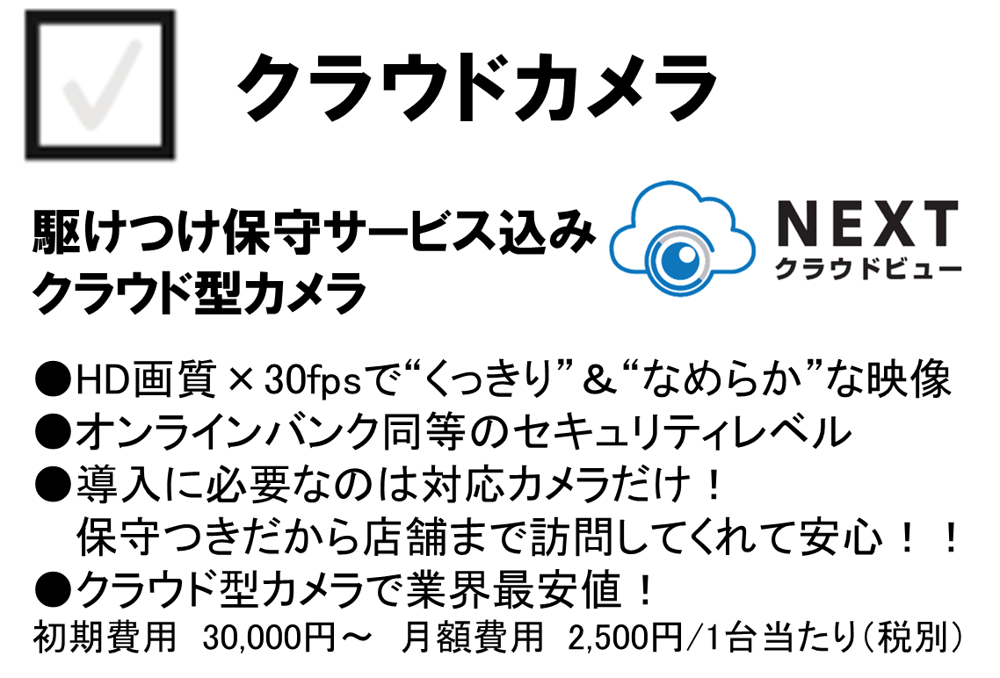 クラウドカメラ
駆けつけ保守サービス込み
クラウド型カメラ
NEXT
クラウドビュー
●HD画質×30fpsで“くっきり”&“なめらか”な映像
●オンラインバンク同等のセキュリティレベル
●導入に必要なのは対応カメラだけ！
保守つきだから店舗まで訪問してくれて安心！！
●クラウド型カメラで業界最安値！
初期費用　30,000円～　月額費用　2,500円/1台当たり（税別）